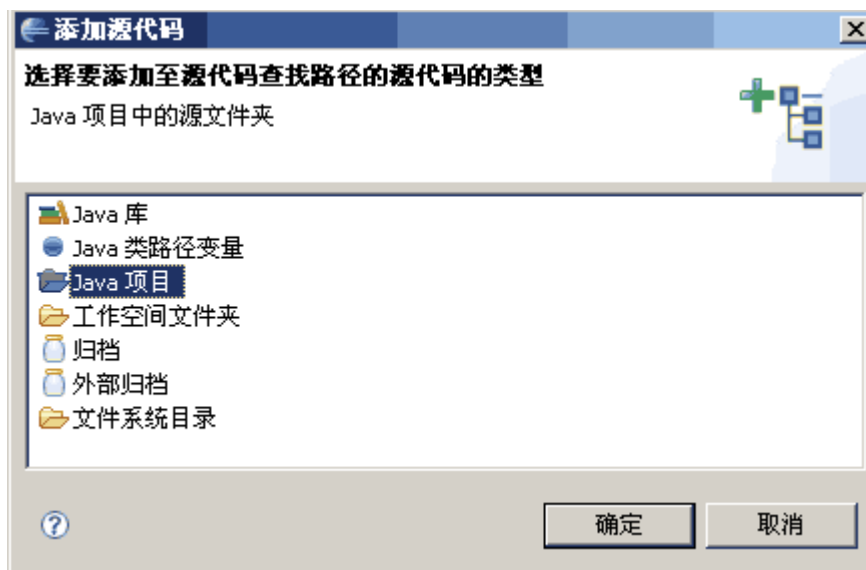 添加源代码
选择要添加至源代码查找路径的源代码的类型
Java 项目中的源文件夹
Java 库
Java 类路径变量
Java 项目
工作空间文件夹
归档
外部归档
文件系统目录
确定
取消